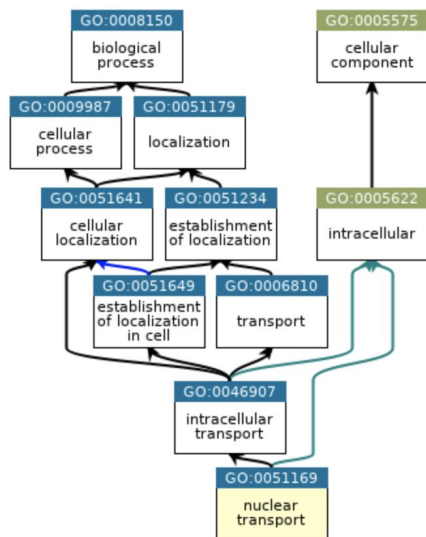 GO:0008150
biological
process
GO:0005575
cellular
component
GO:0009987
cellular
process
GO:0051179
localization
GO:0051641
cellular
localization
GO:0051234
establishment
of localization
GO:0005622
intracellular
GO:0051649
establishment
of localization
in cell
GO:0006810
transport
GO:0046907
intracellular
transport
GO:0051169
nuclear
transport